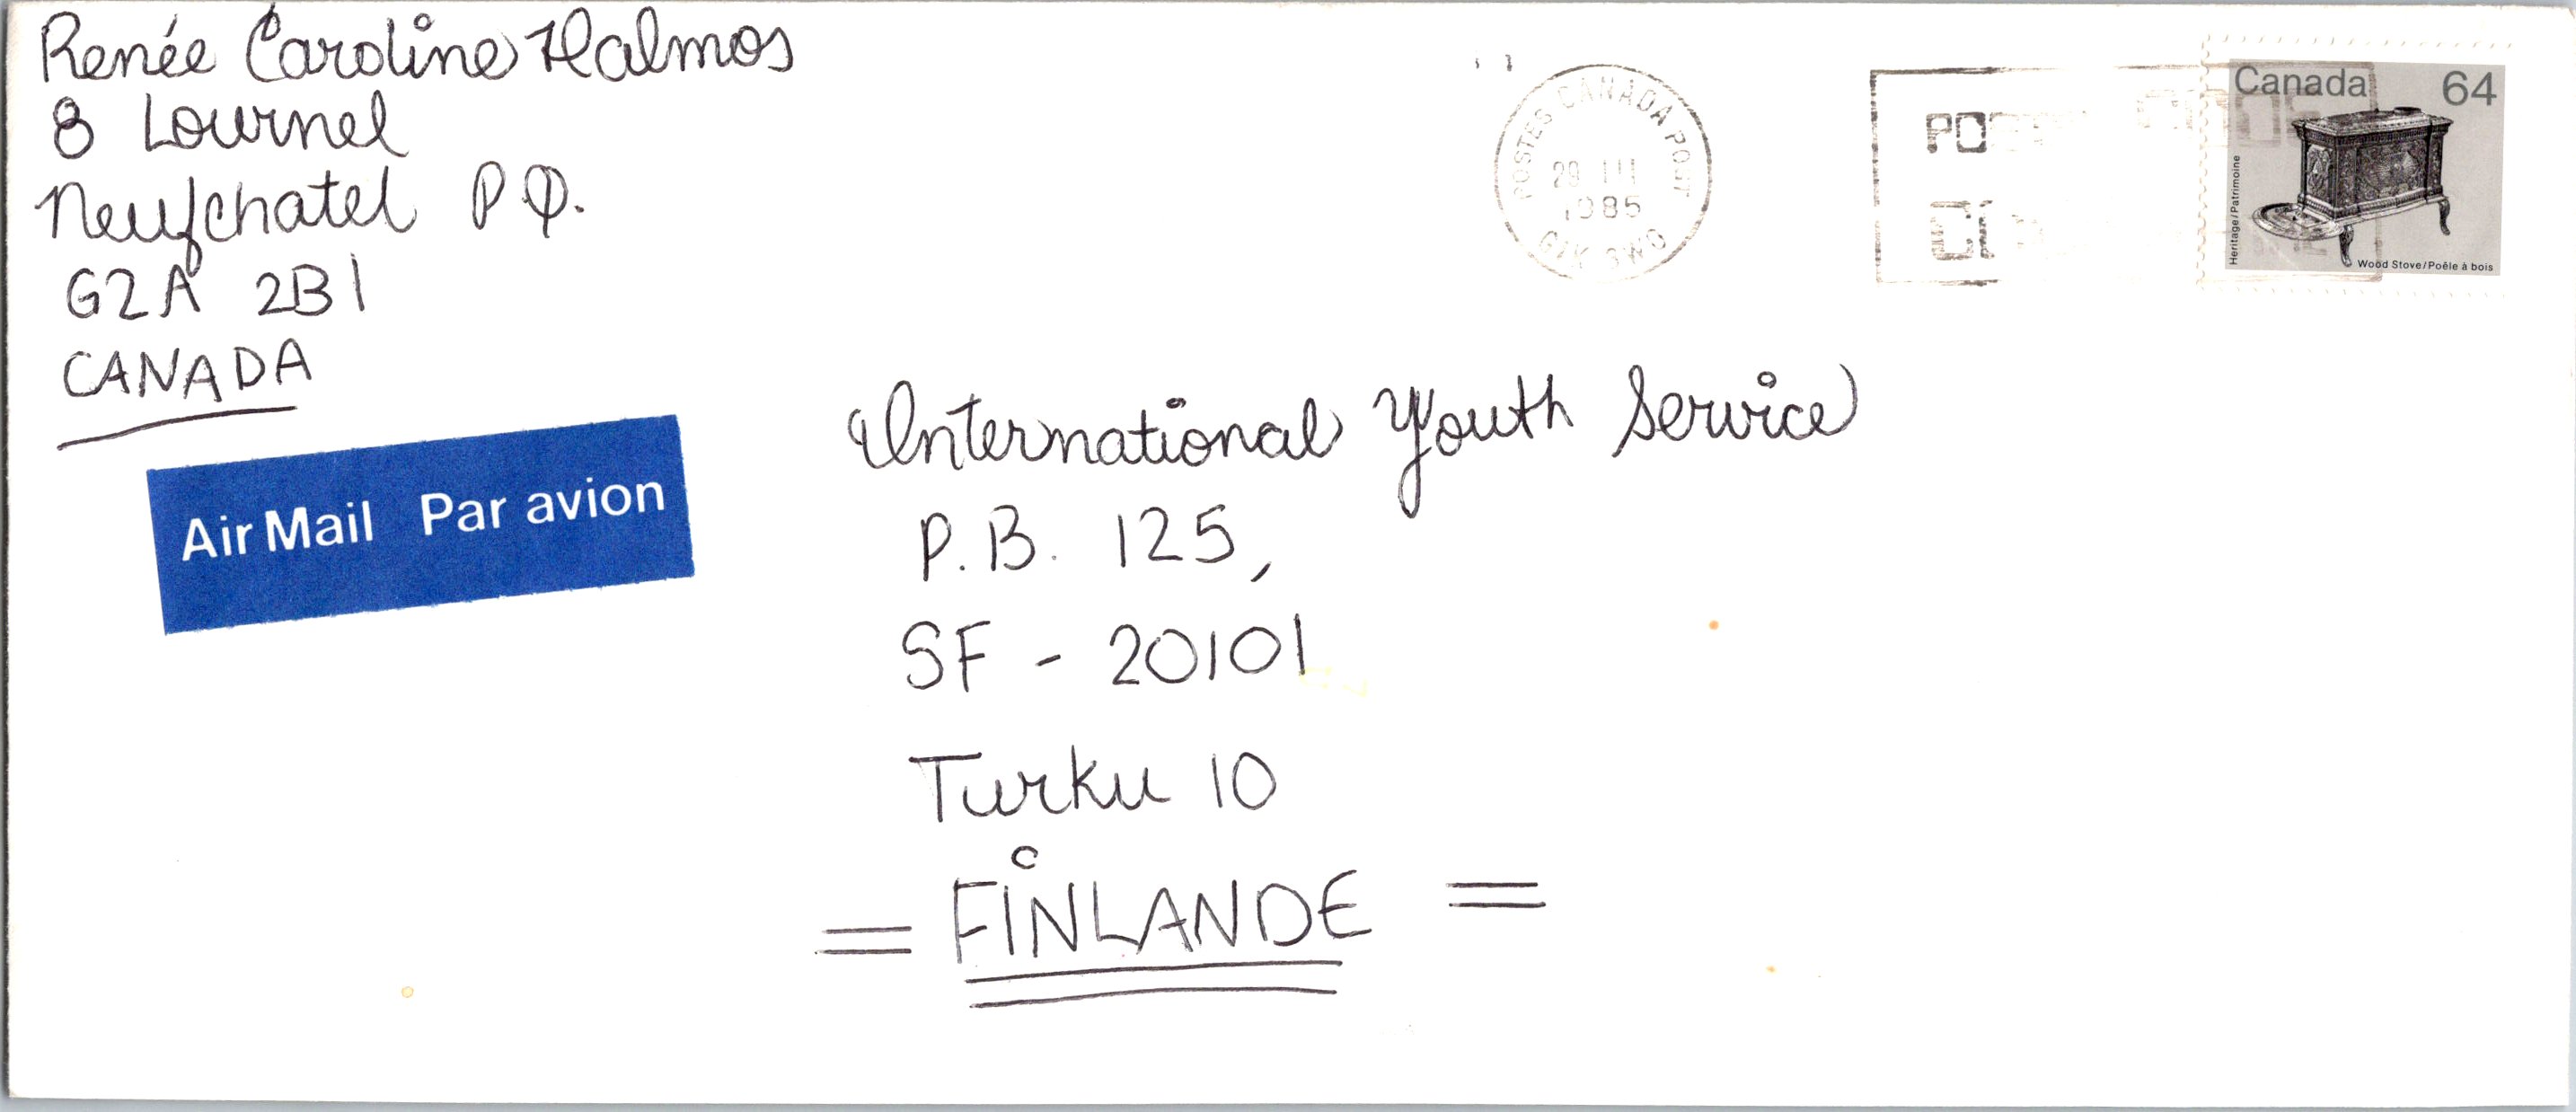 Renée Caroline Halmos
8 Lournel
Neufchatel P Q.
G2A 2B1
CANADA
Air Mail Par avion
POSTES CANADA POST
29 III
1985
Canada 64
Heritage/Patrimoine
Wood Stove/Poêle à bois
International Youth Service
P.B. 125,
SF - 20101
Turku 10
= FINLANDE =